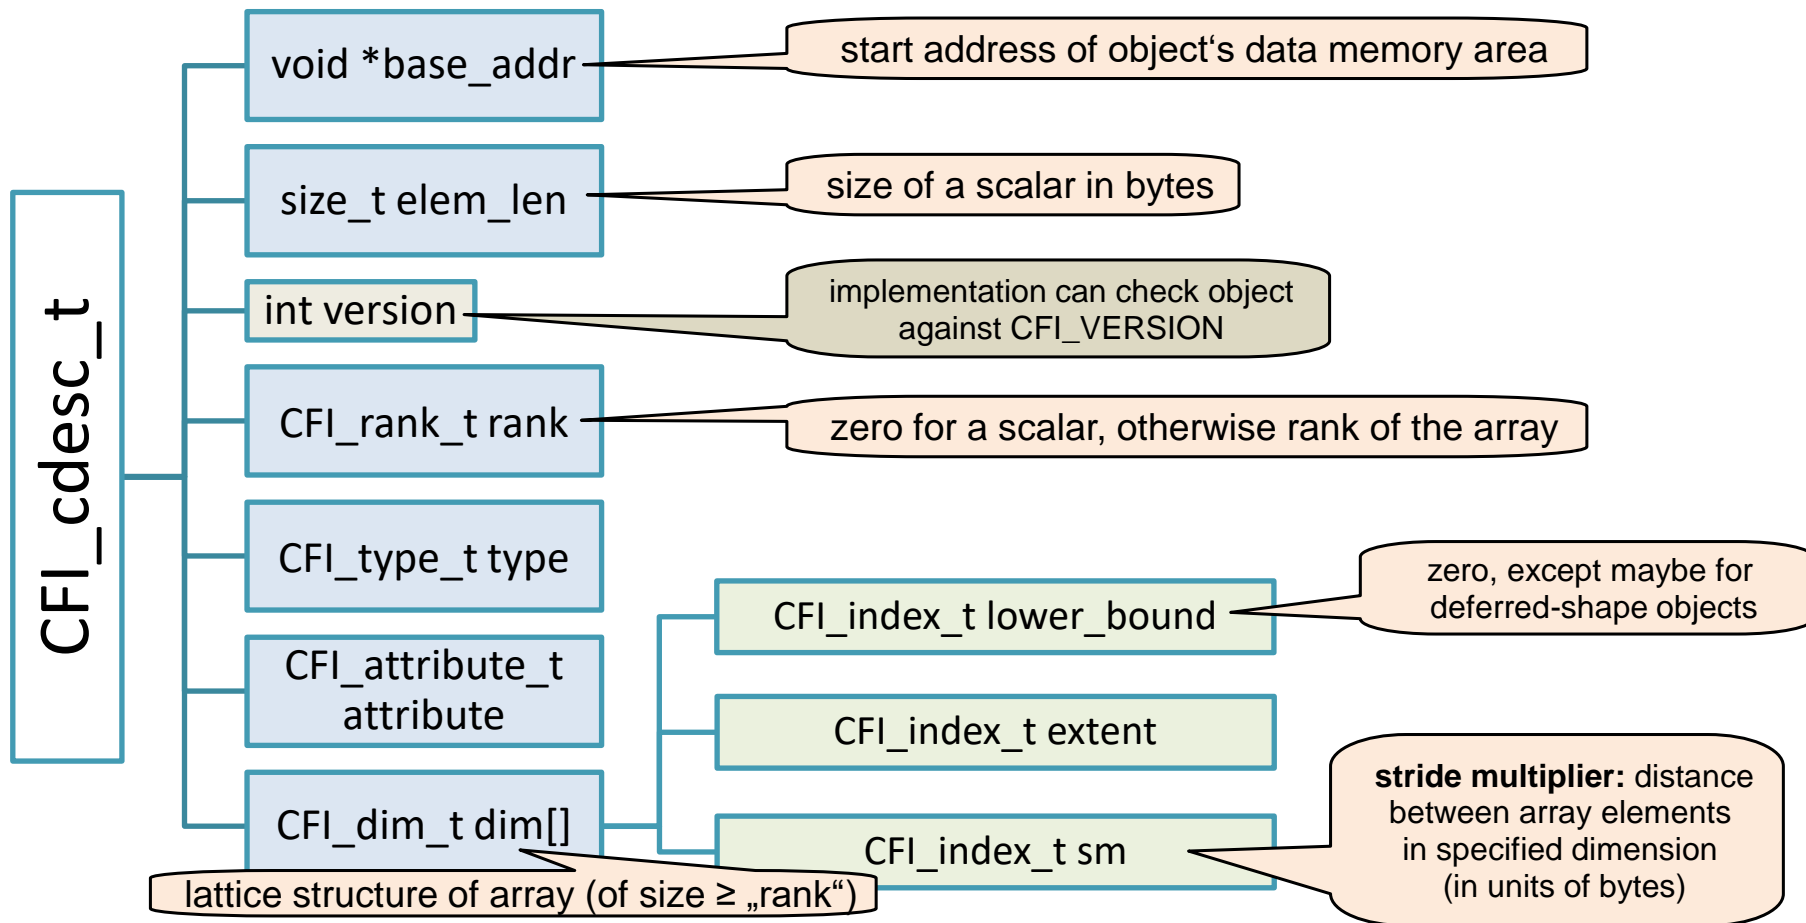 CFI_cdesc_t
void *base_addr
start address of object‘s data memory area
size_t elem_len
size of a scalar in bytes
int version
implementation can check object
against CFI_VERSION
CFI_rank_t rank
zero for a scalar, otherwise rank of the array
CFI_type_t type
CFI_attribute_t
attribute
CFI_dim_t dim[]
lattice structure of array (of size ≥ „rank“)
CFI_index_t lower_bound
zero, except maybe for
deferred-shape objects
CFI_index_t extent
CFI_index_t sm
stride multiplier: distance
between array elements
in specified dimension
(in units of bytes)